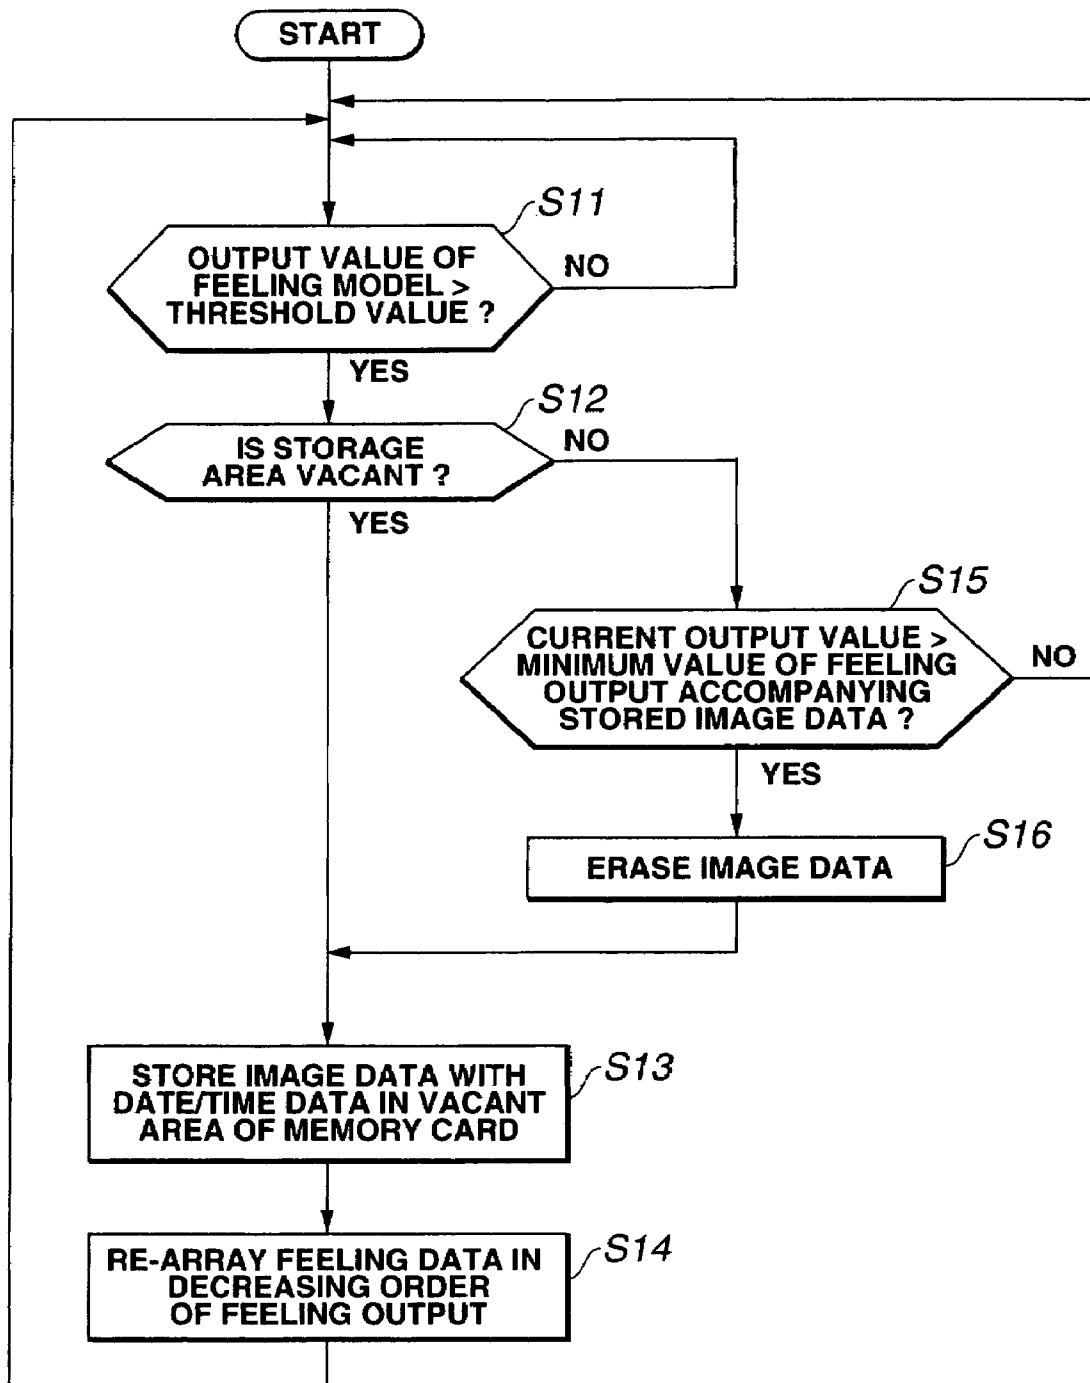 START
S11
OUTPUT VALUE OF
FEELING MODEL >
THRESHOLD VALUE ?
NO
YES
S12
IS STORAGE
AREA VACANT ?
NO
YES
S15
CURRENT OUTPUT VALUE >
MINIMUM VALUE OF FEELING
OUTPUT ACCOMPANYING
STORED IMAGE DATA ?
NO
YES
S16
ERASE IMAGE DATA
S13
STORE IMAGE DATA WITH
DATE/TIME DATA IN VACANT
AREA OF MEMORY CARD
S14
RE-ARRAY FEELING DATA IN
DECREASING ORDER
OF FEELING OUTPUT